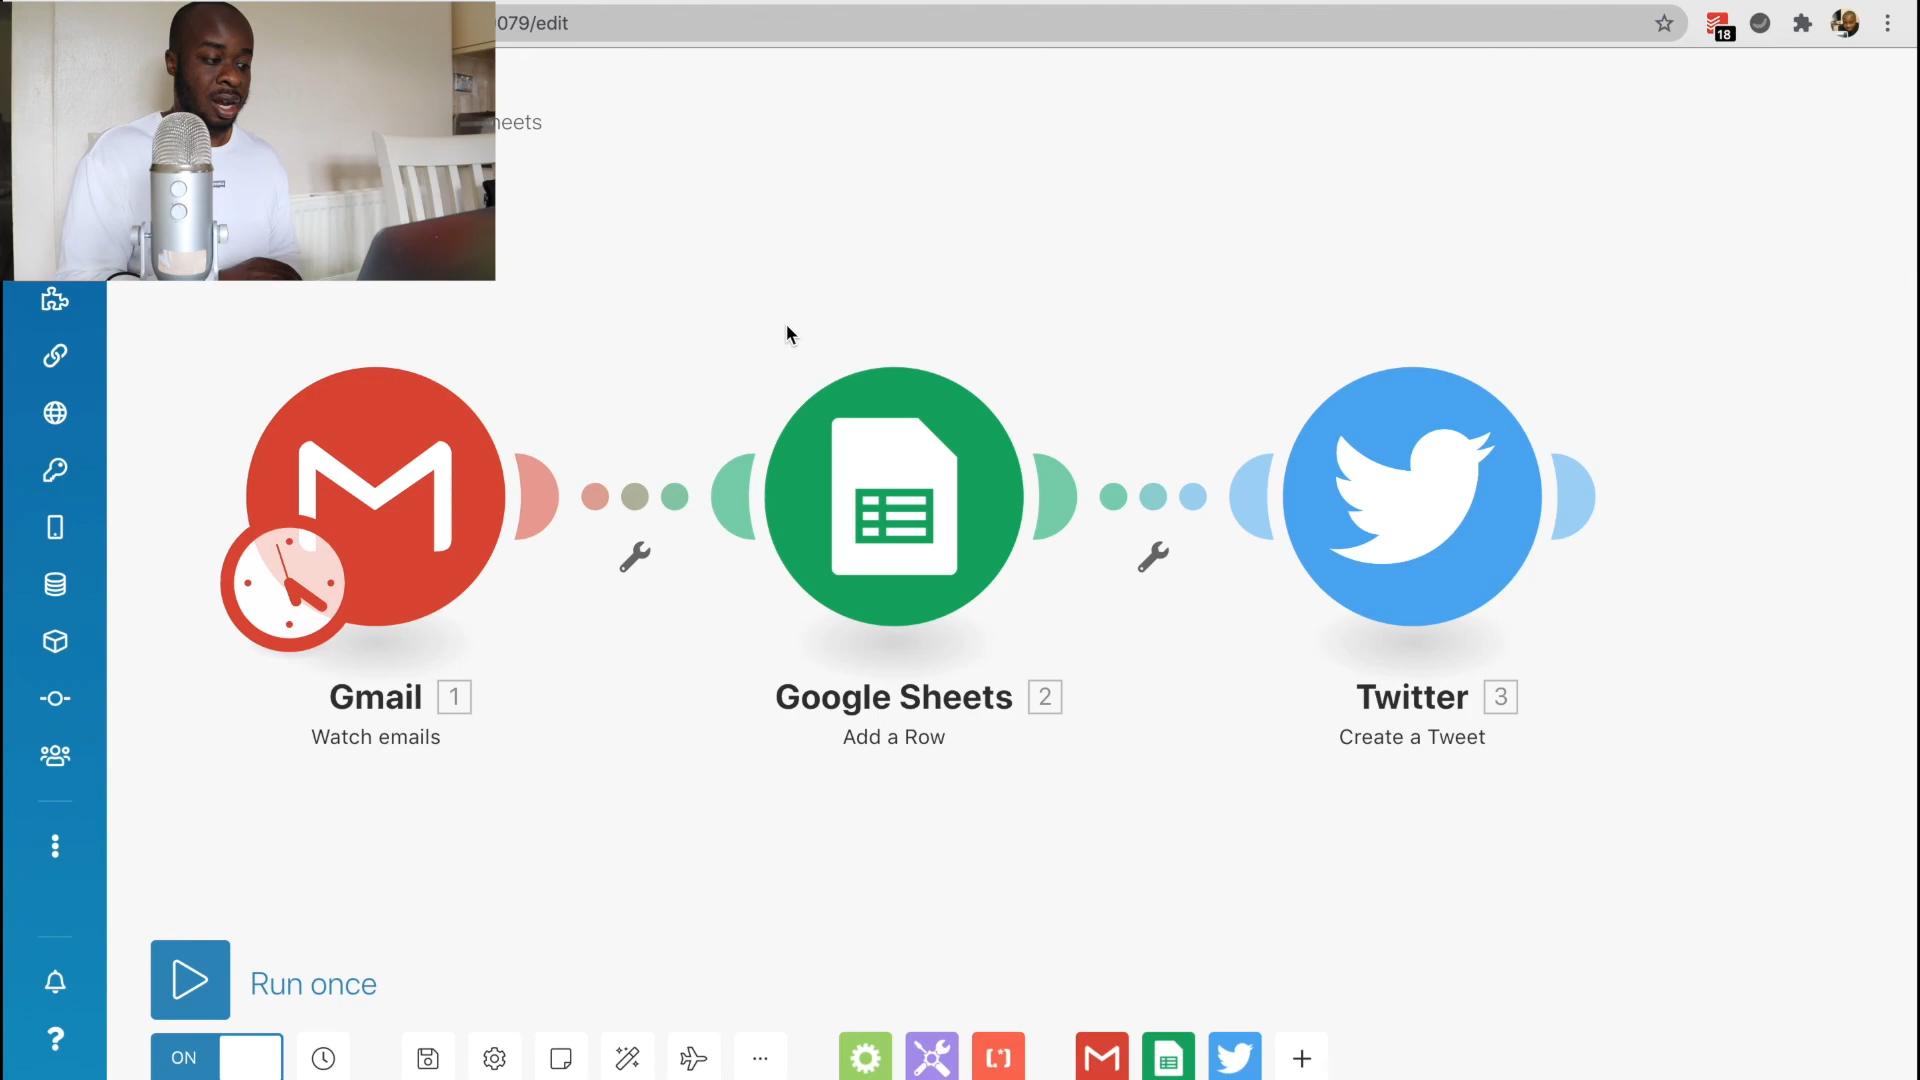 079/edit
18
heets
Gmail 1
Watch emails
Google Sheets 2
Add a Row
Twitter 3
Create a Tweet
Run once
ON